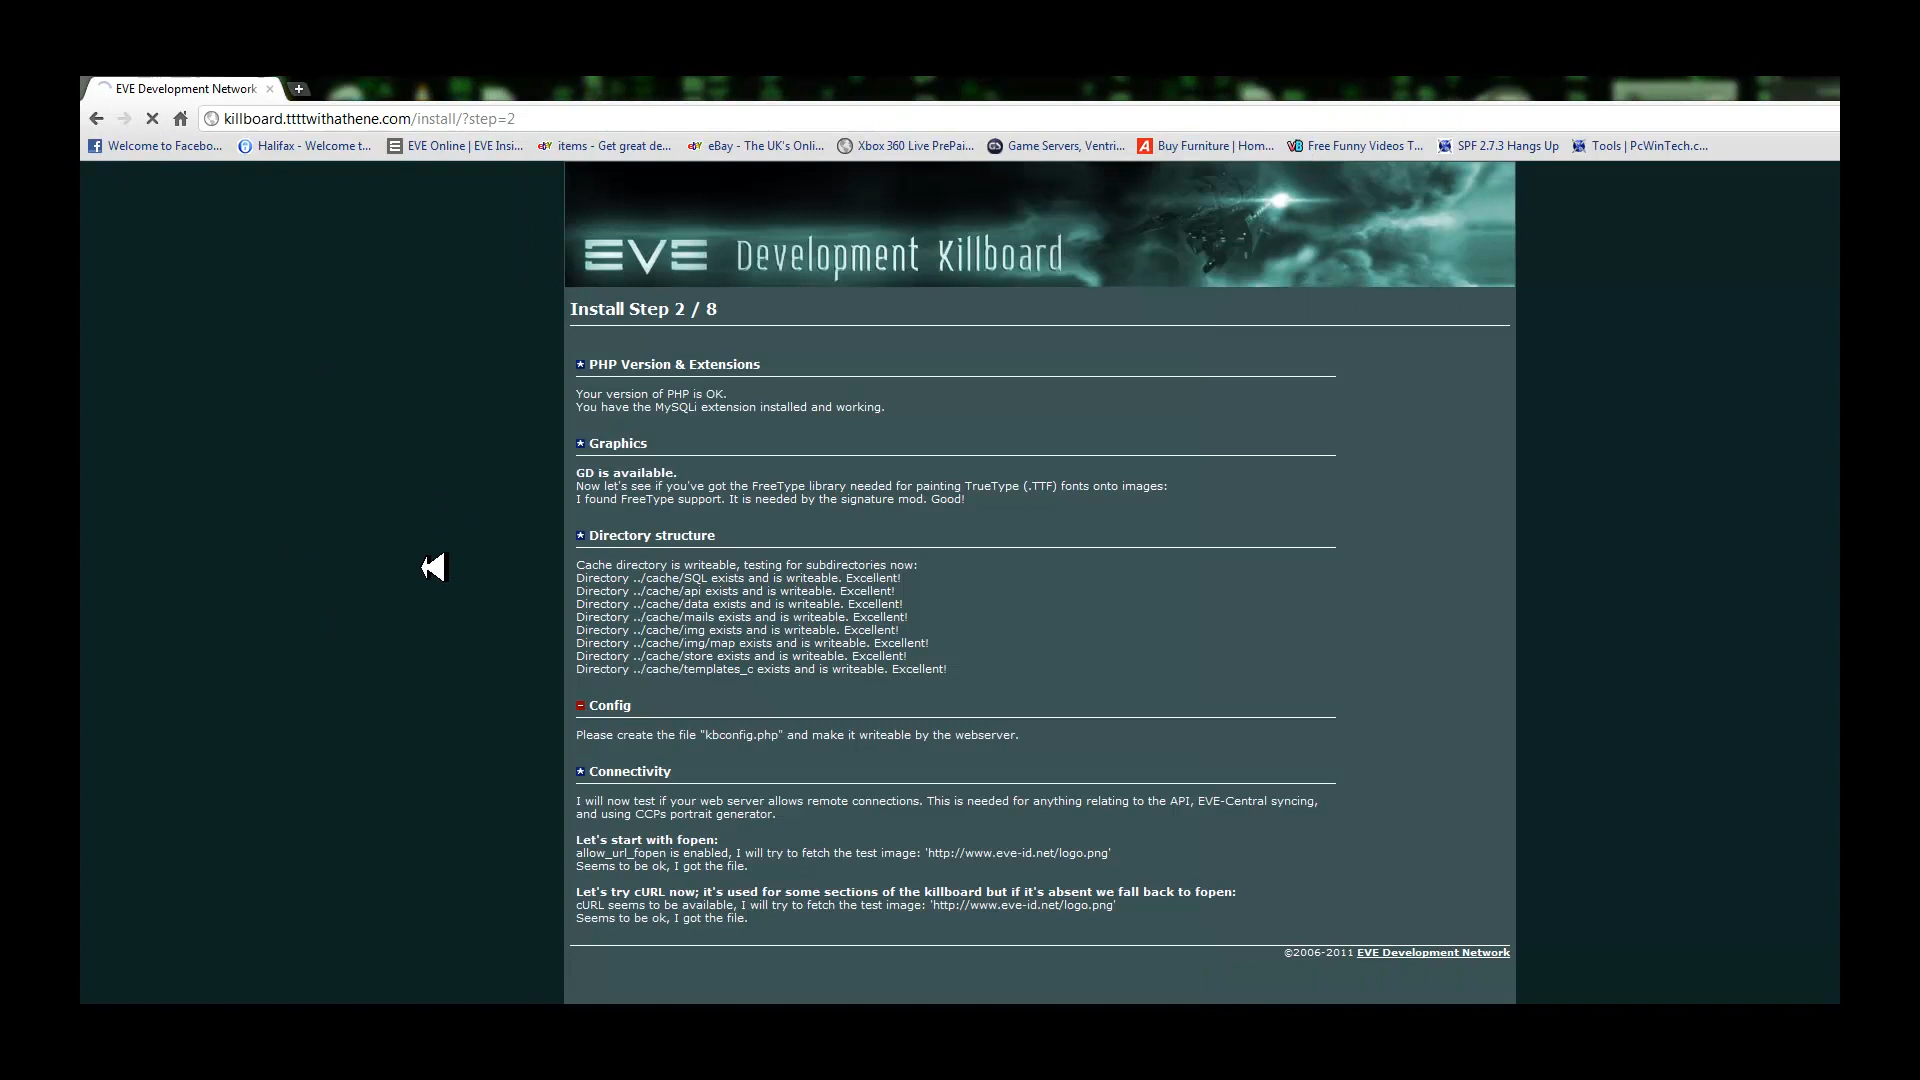 EVE Development Network
killboard.ttttwithathene.com/install/?step=2
Welcome to Facebo...
Halifax - Welcome t...
EVE Online | EVE Insi...
items - Get great de...
eBay - The UK's Onli...
Xbox 360 Live PrePai...
Game Servers, Ventri...
Buy Furniture | Hom...
Free Funny Videos T...
SPF 2.7.3 Hangs Up
Tools | PcWinTech.c...
EVE Development Killboard
Install Step 2 / 8
PHP Version & Extensions
Your version of PHP is OK.
You have the MySQLi extension installed and working.
Graphics
GD is available.
Now let's see if you've got the FreeType library needed for painting TrueType (.TTF) fonts onto images:
I found FreeType support. It is needed by the signature mod. Good!
Directory structure
Cache directory is writeable, testing for subdirectories now:
Directory ../cache/SQL exists and is writeable. Excellent!
Directory ../cache/api exists and is writeable. Excellent!
Directory ../cache/data exists and is writeable. Excellent!
Directory ../cache/mails exists and is writeable. Excellent!
Directory ../cache/img exists and is writeable. Excellent!
Directory ../cache/img/map exists and is writeable. Excellent!
Directory ../cache/store exists and is writeable. Excellent!
Directory ../cache/templates_c exists and is writeable. Excellent!
Config
Please create the file "kbconfig.php" and make it writeable by the webserver.
Connectivity
I will now test if your web server allows remote connections. This is needed for anything relating to the API, EVE-Central syncing,
and using CCPs portrait generator.
Let's start with fopen:
allow_url_fopen is enabled, I will try to fetch the test image: 'http://www.eve-id.net/logo.png'
Seems to be ok, I got the file.
Let's try cURL now; it's used for some sections of the killboard but if it's absent we fall back to fopen:
cURL seems to be available, I will try to fetch the test image: 'http://www.eve-id.net/logo.png'
Seems to be ok, I got the file.
©2006-2011 EVE Development Network